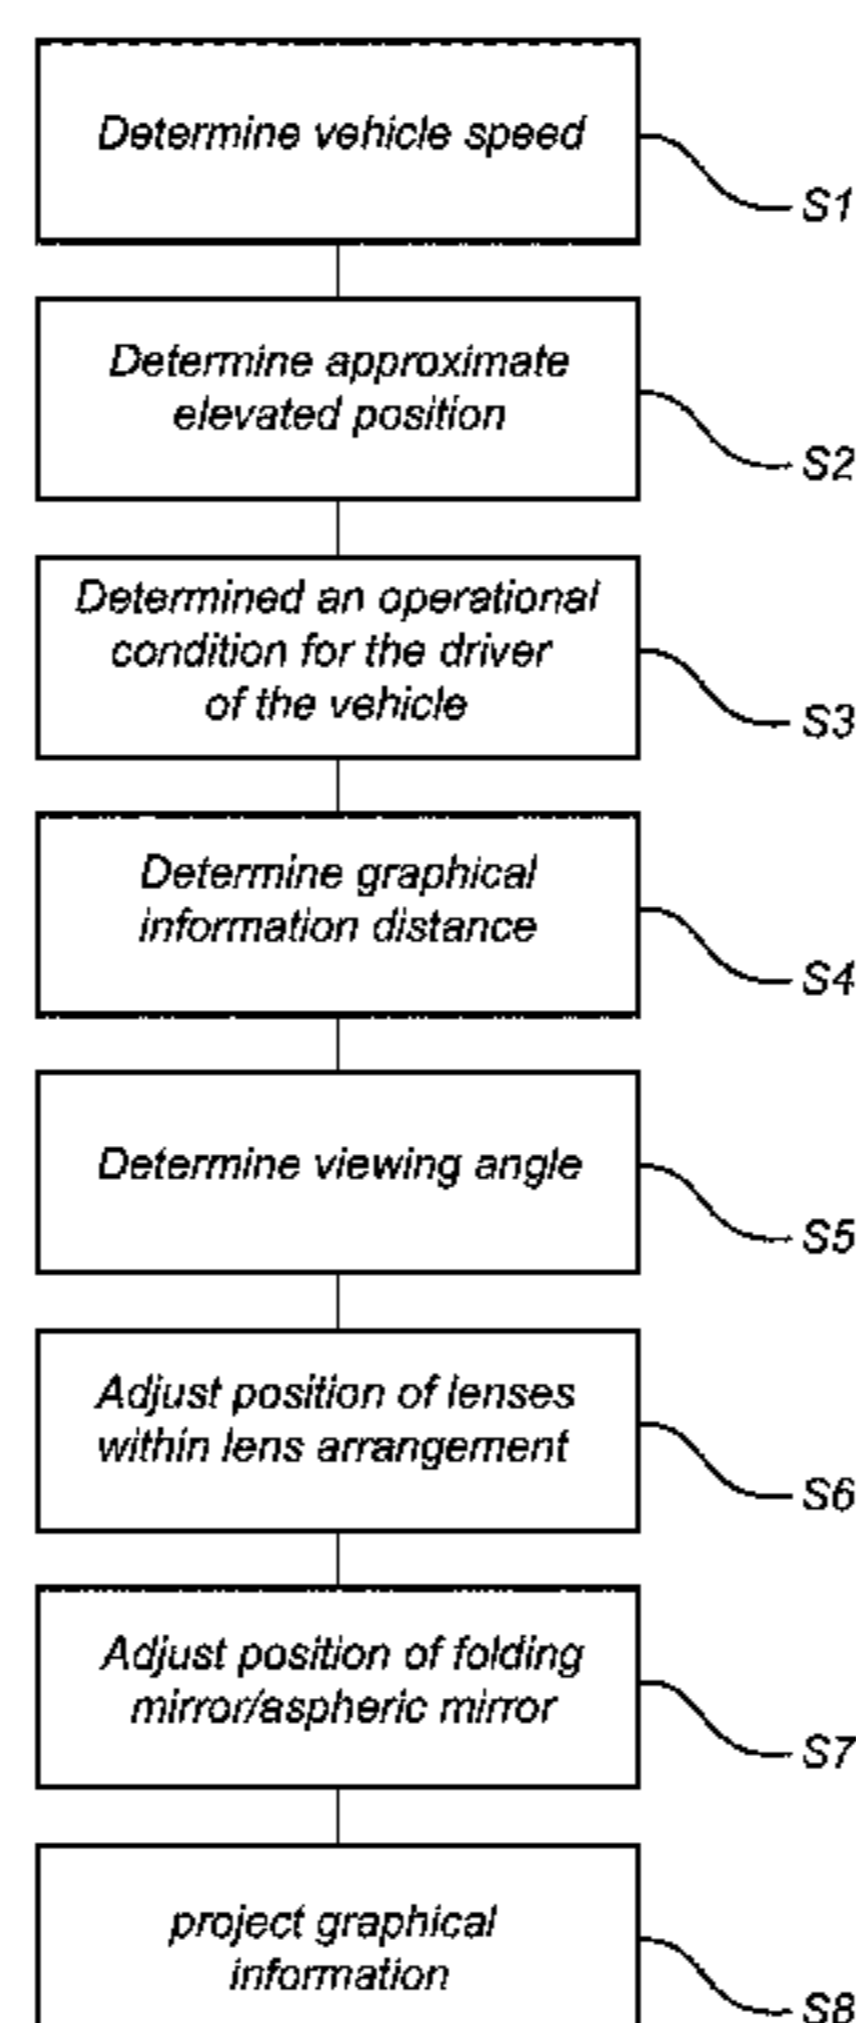 Determine vehicle speed
S1
Determine approximate
elevated position
S2
Determined an operational
condition for the driver
of the vehicle
S3
Determine graphical
information distance
S4
Determine viewing angle
S5
Adjust position of lenses
within lens arrangement
S6
Adjust position of folding
mirror/aspheric mirror
S7
project graphical
information
S8